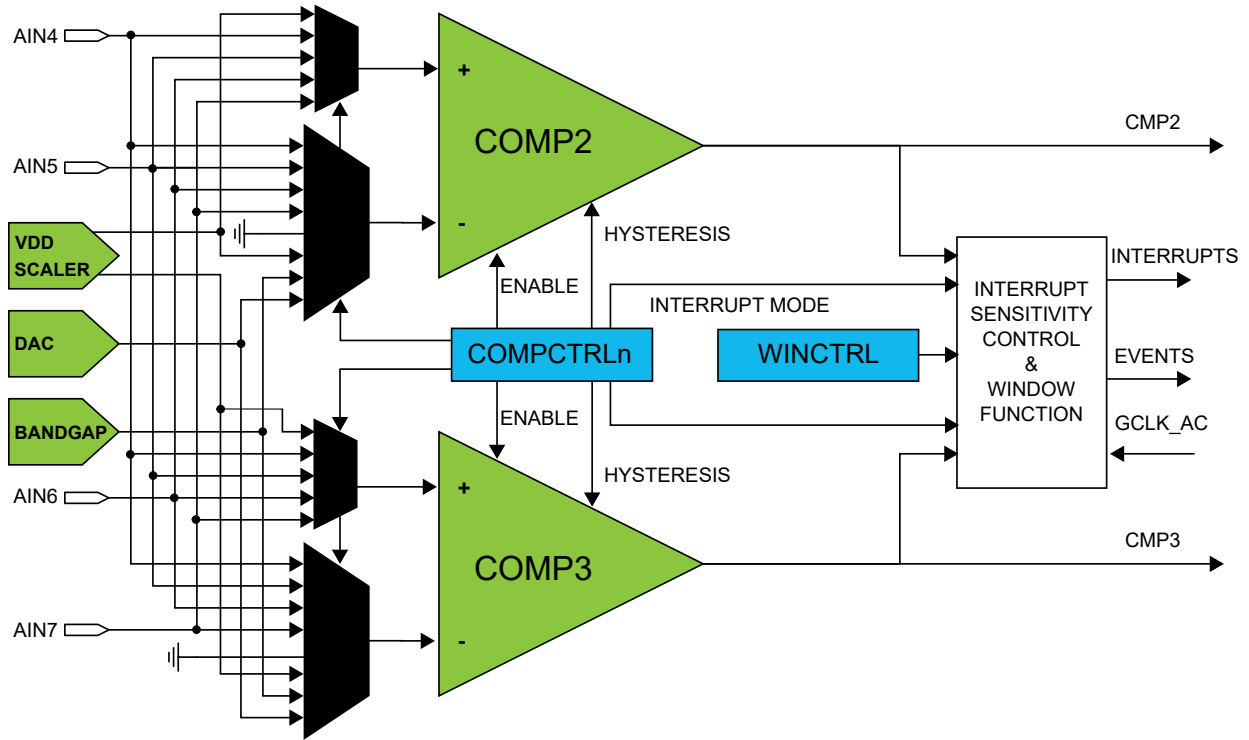 AIN4
+
COMP2
CMP2
AIN5
-
HYSTERESIS
VDD
SCALER
ENABLE
INTERRUPT MODE
INTERRUPTS
INTERRUPT
SENSITIVITY
CONTROL
&
WINDOW
FUNCTION
DAC
COMPCTRLn
WINCTRL
EVENTS
BANDGAP
ENABLE
GCLK_AC
HYSTERESIS
AIN6
+
COMP3
CMP3
AIN7
-